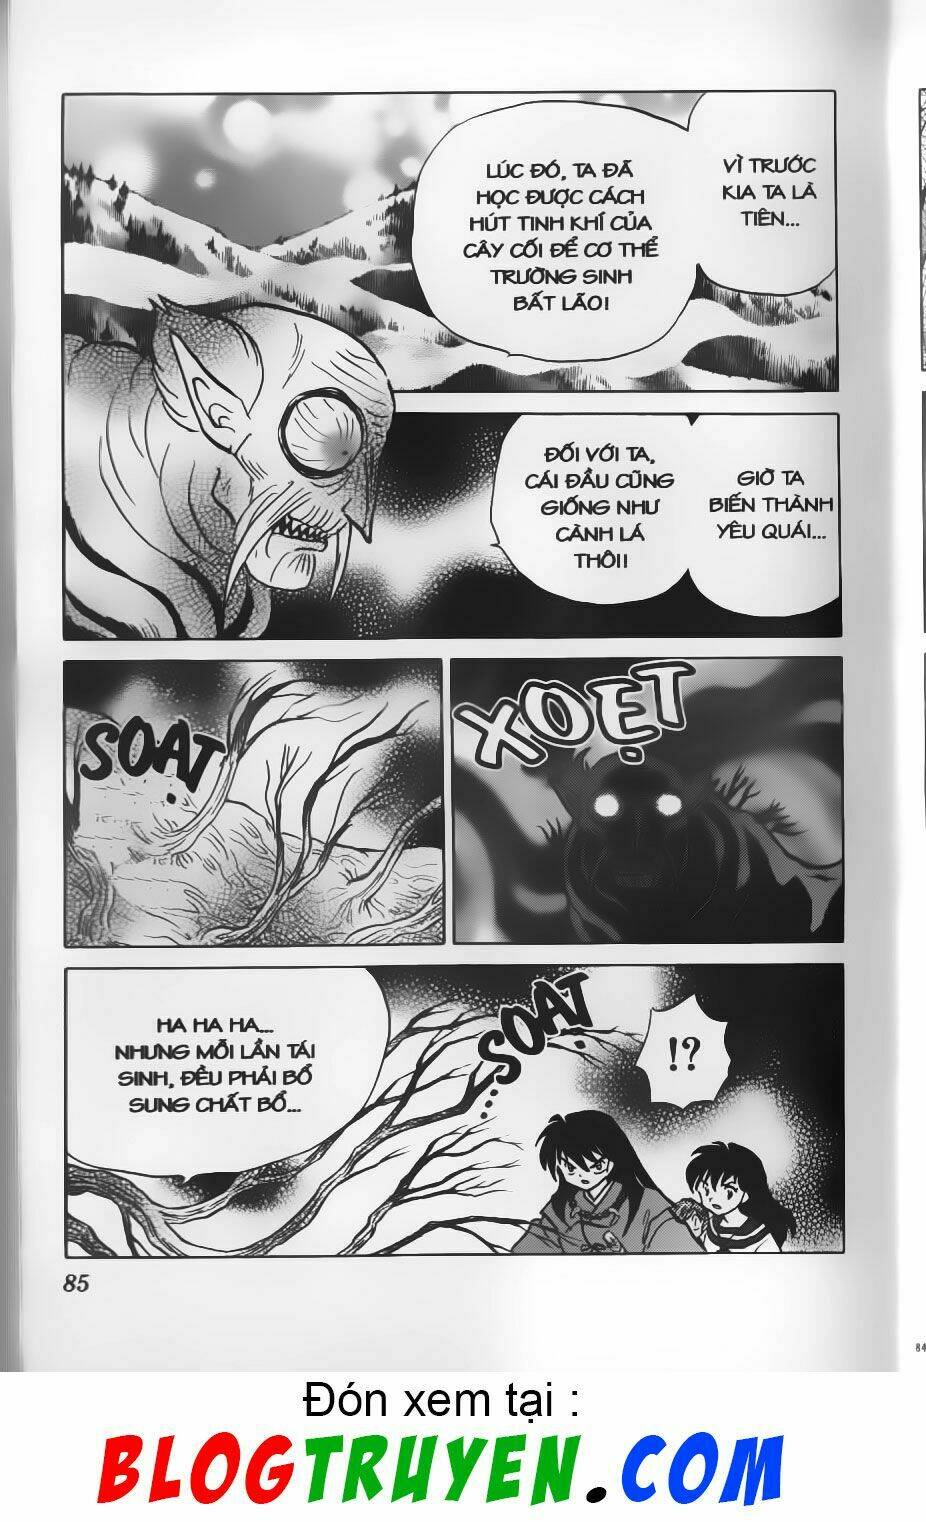 VÌ TRƯỚC
KIA TA LÀ
TIÊN...
LÚC ĐÓ, TA ĐÃ
HỌC ĐƯỢC CÁCH
HÚT TINH KHÍ CỦA
CÂY CỐI ĐỂ CƠ THỂ
TRƯỜNG SINH
BẤT LÃO!
GIỜ TA
BIẾN THÀNH
YÊU QUÁI...
ĐỐI VỚI TA,
CÁI ĐẦU CŨNG
GIỐNG NHƯ
CÀNH LÁ
THÔI!
XOẸT
SOẠT
!?
SOẠT...
HA HA HA...
NHƯNG MỖI LẦN TÁI
SINH, ĐỀU PHẢI BỔ
SUNG CHẤT BỔ...
85
84
Đón xem tại :
BLOGTRUYEN.COM